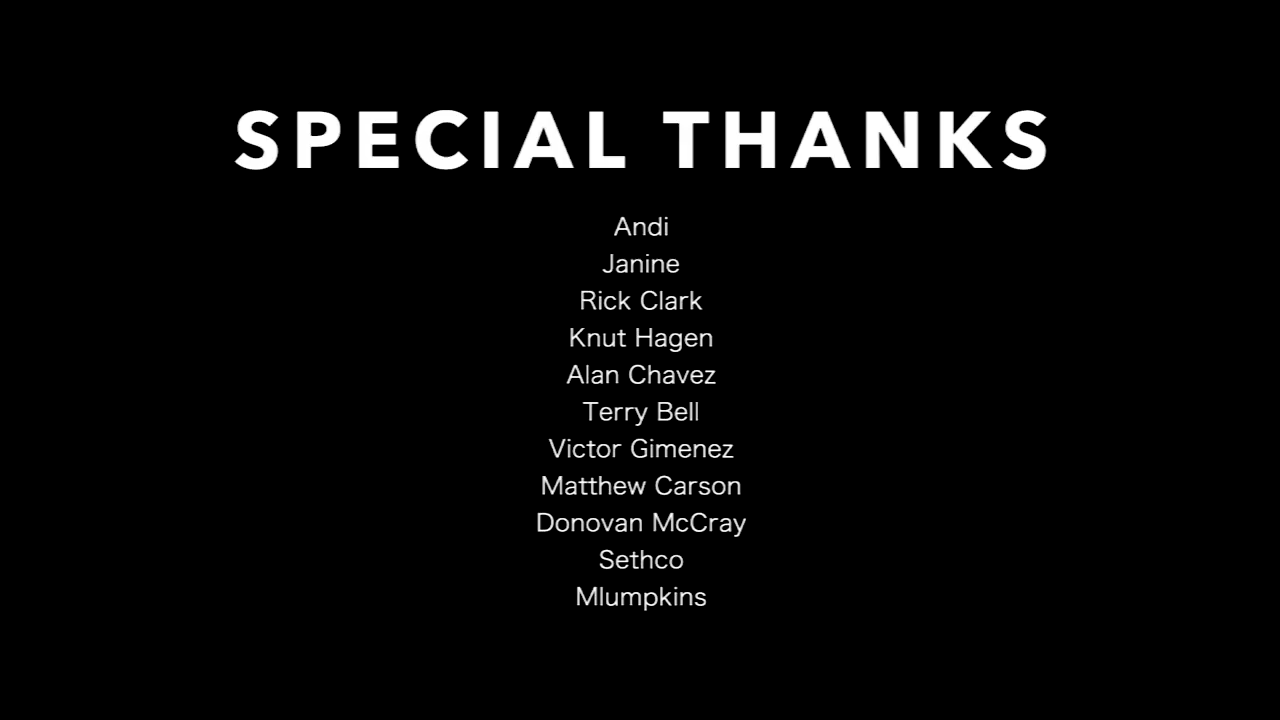 SPECIAL THANKS
Andi
Janine
Rick Clark
Knut Hagen
Alan Chavez
Terry Bell
Victor Gimenez
Matthew Carson
Donovan McCray
Sethco
Mlumpkins